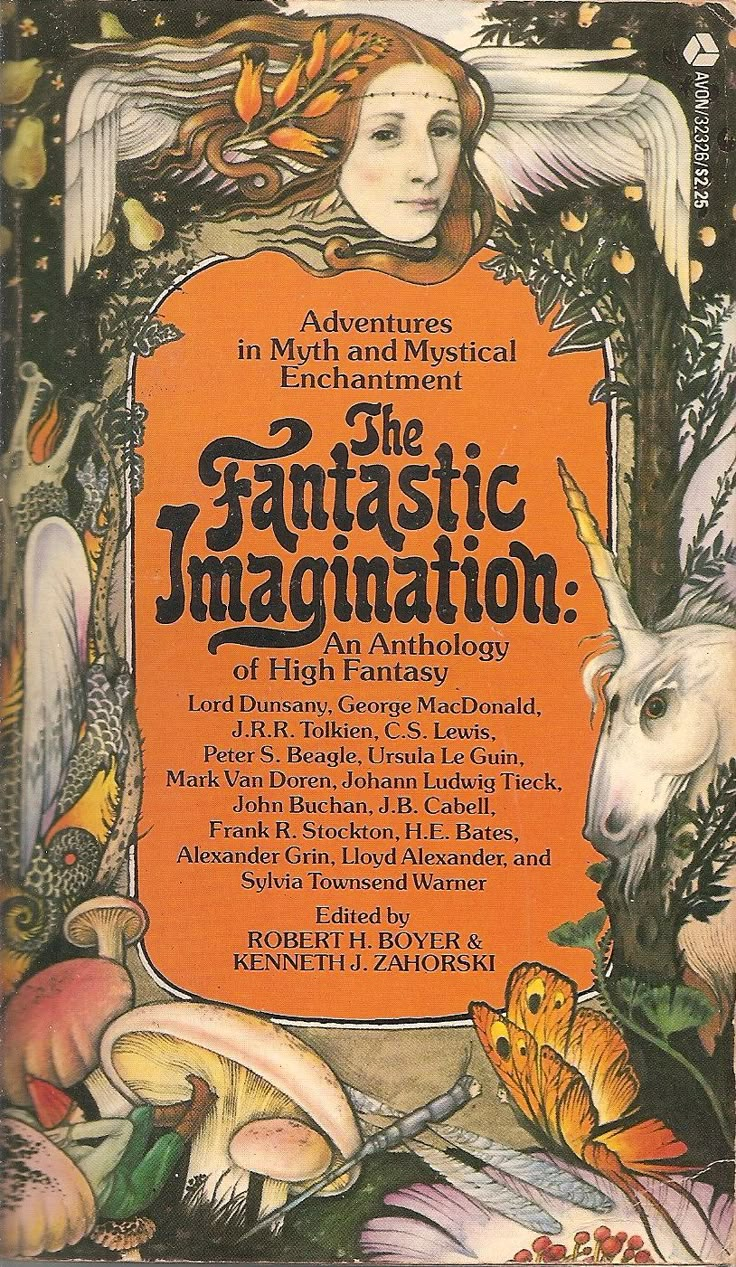 AVON/32326/$2.25
Adventures
in Myth and Mystical
Enchantment
The
Fantastic
Imagination:
An Anthology
of High Fantasy
Lord Dunsany, George MacDonald,
J.R.R. Tolkien, C.S. Lewis,
Peter S. Beagle, Ursula Le Guin,
Mark Van Doren, Johann Ludwig Tieck,
John Buchan, J.B. Cabell,
Frank R. Stockton, H.E. Bates,
Alexander Grin, Lloyd Alexander, and
Sylvia Townsend Warner
Edited by
ROBERT H. BOYER &
KENNETH J. ZAHORSKI